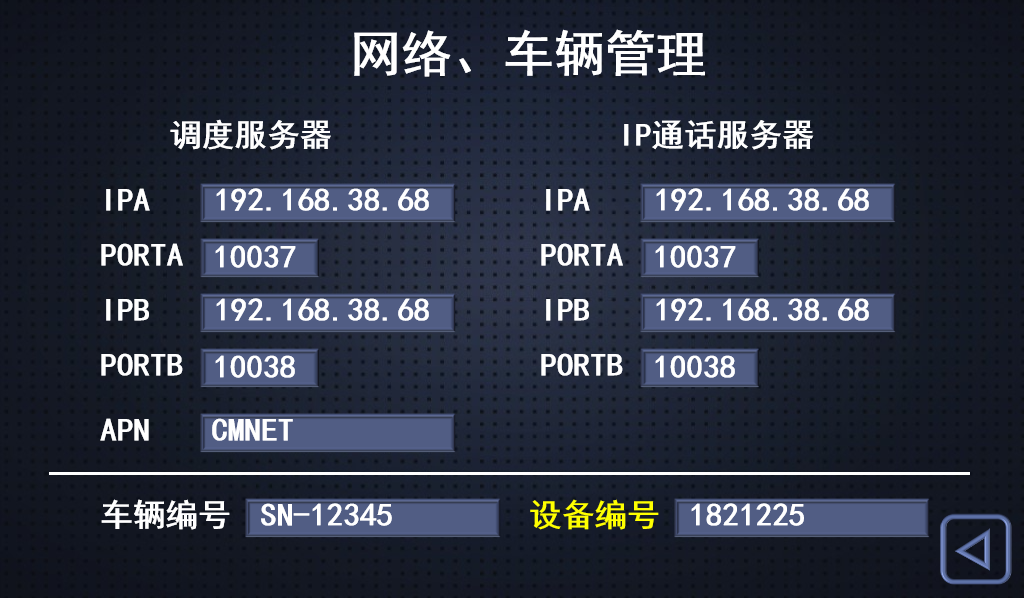 网络、车辆管理
调度服务器 IP通话服务器
IPA 192.168.38.68 IPA 192.168.38.68
PORTA 10037 PORTA 10037
IPB 192.168.38.68 IPB 192.168.38.68
PORTB 10038 PORTB 10038
APN CMNET
车辆编号 SN-12345 设备编号 1821225